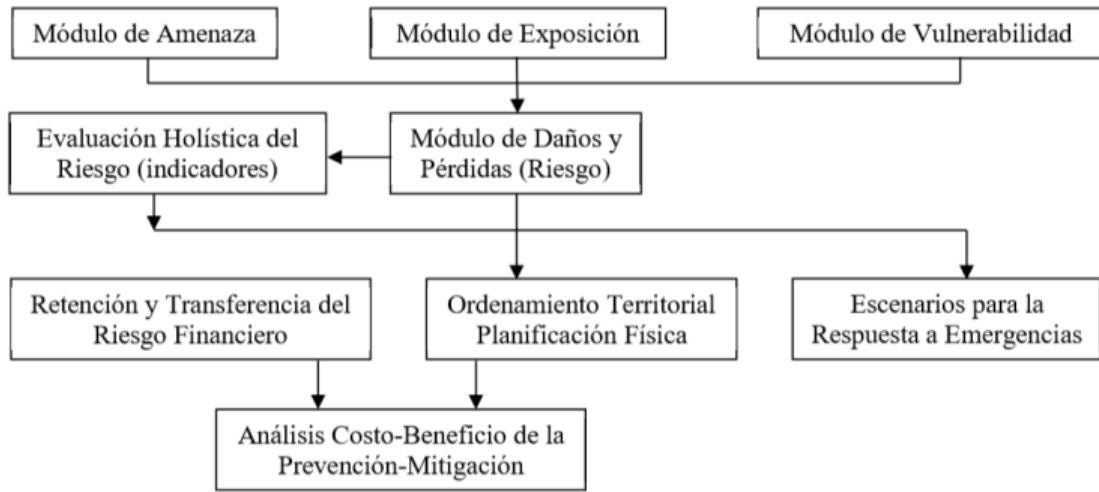 Módulo de Amenaza
Módulo de Exposición
Módulo de Vulnerabilidad
Evaluación Holística del
Riesgo (indicadores)
Módulo de Daños y
Pérdidas (Riesgo)
Retención y Transferencia del
Riesgo Financiero
Ordenamiento Territorial
Planificación Física
Escenarios para la
Respuesta a Emergencias
Análisis Costo-Beneficio de la
Prevención-Mitigación